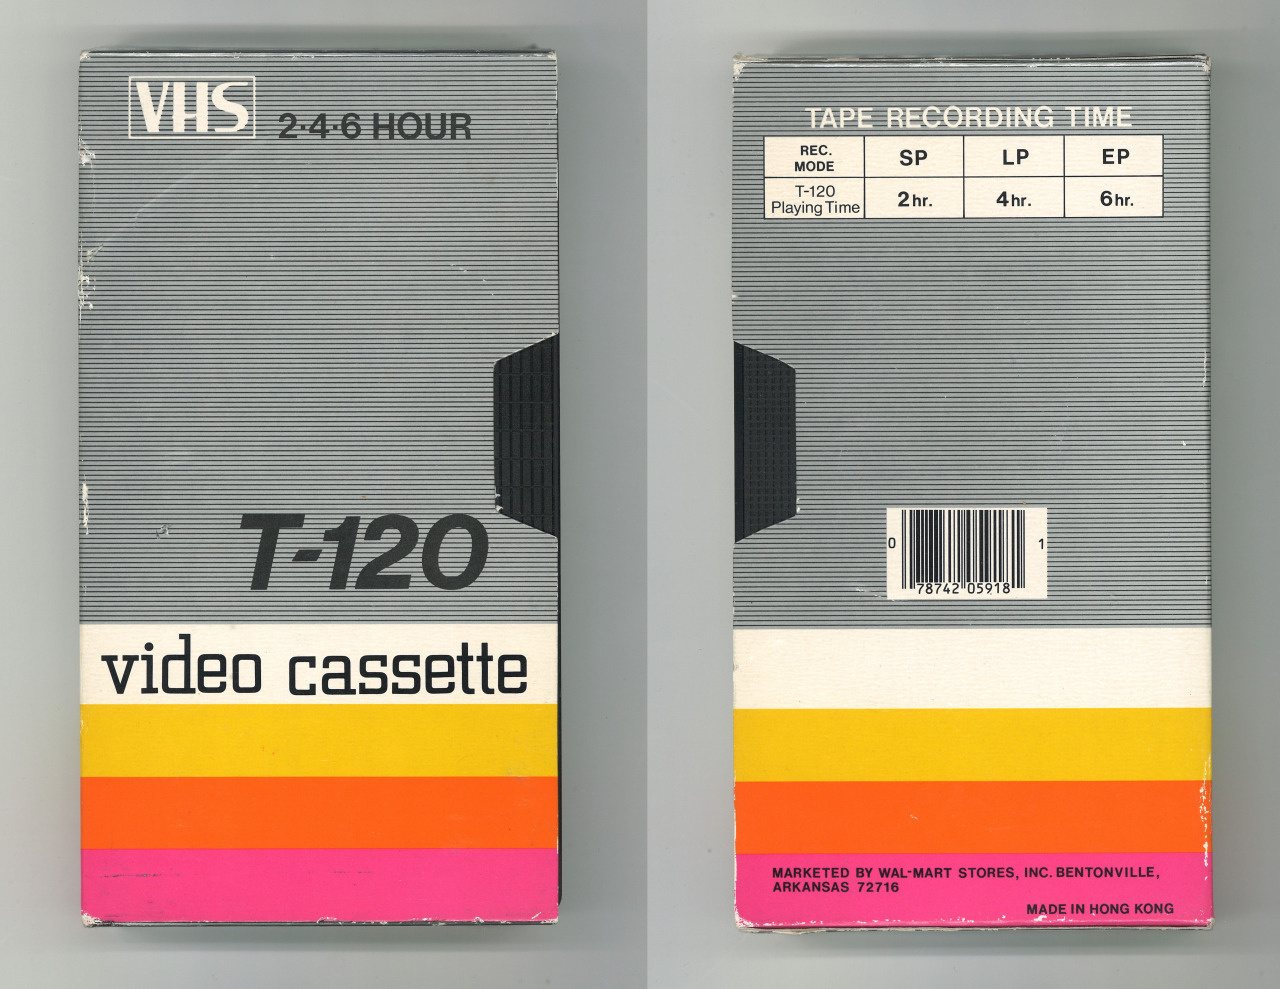 VHS
2·4·6 HOUR
T-120
video cassette
TAPE RECORDING TIME
REC. MODE SP LP EP
T-120 Playing Time 2hr. 4hr. 6hr.
0 78742 05918 1
MARKETED BY WAL-MART STORES, INC. BENTONVILLE,
ARKANSAS 72716
MADE IN HONG KONG